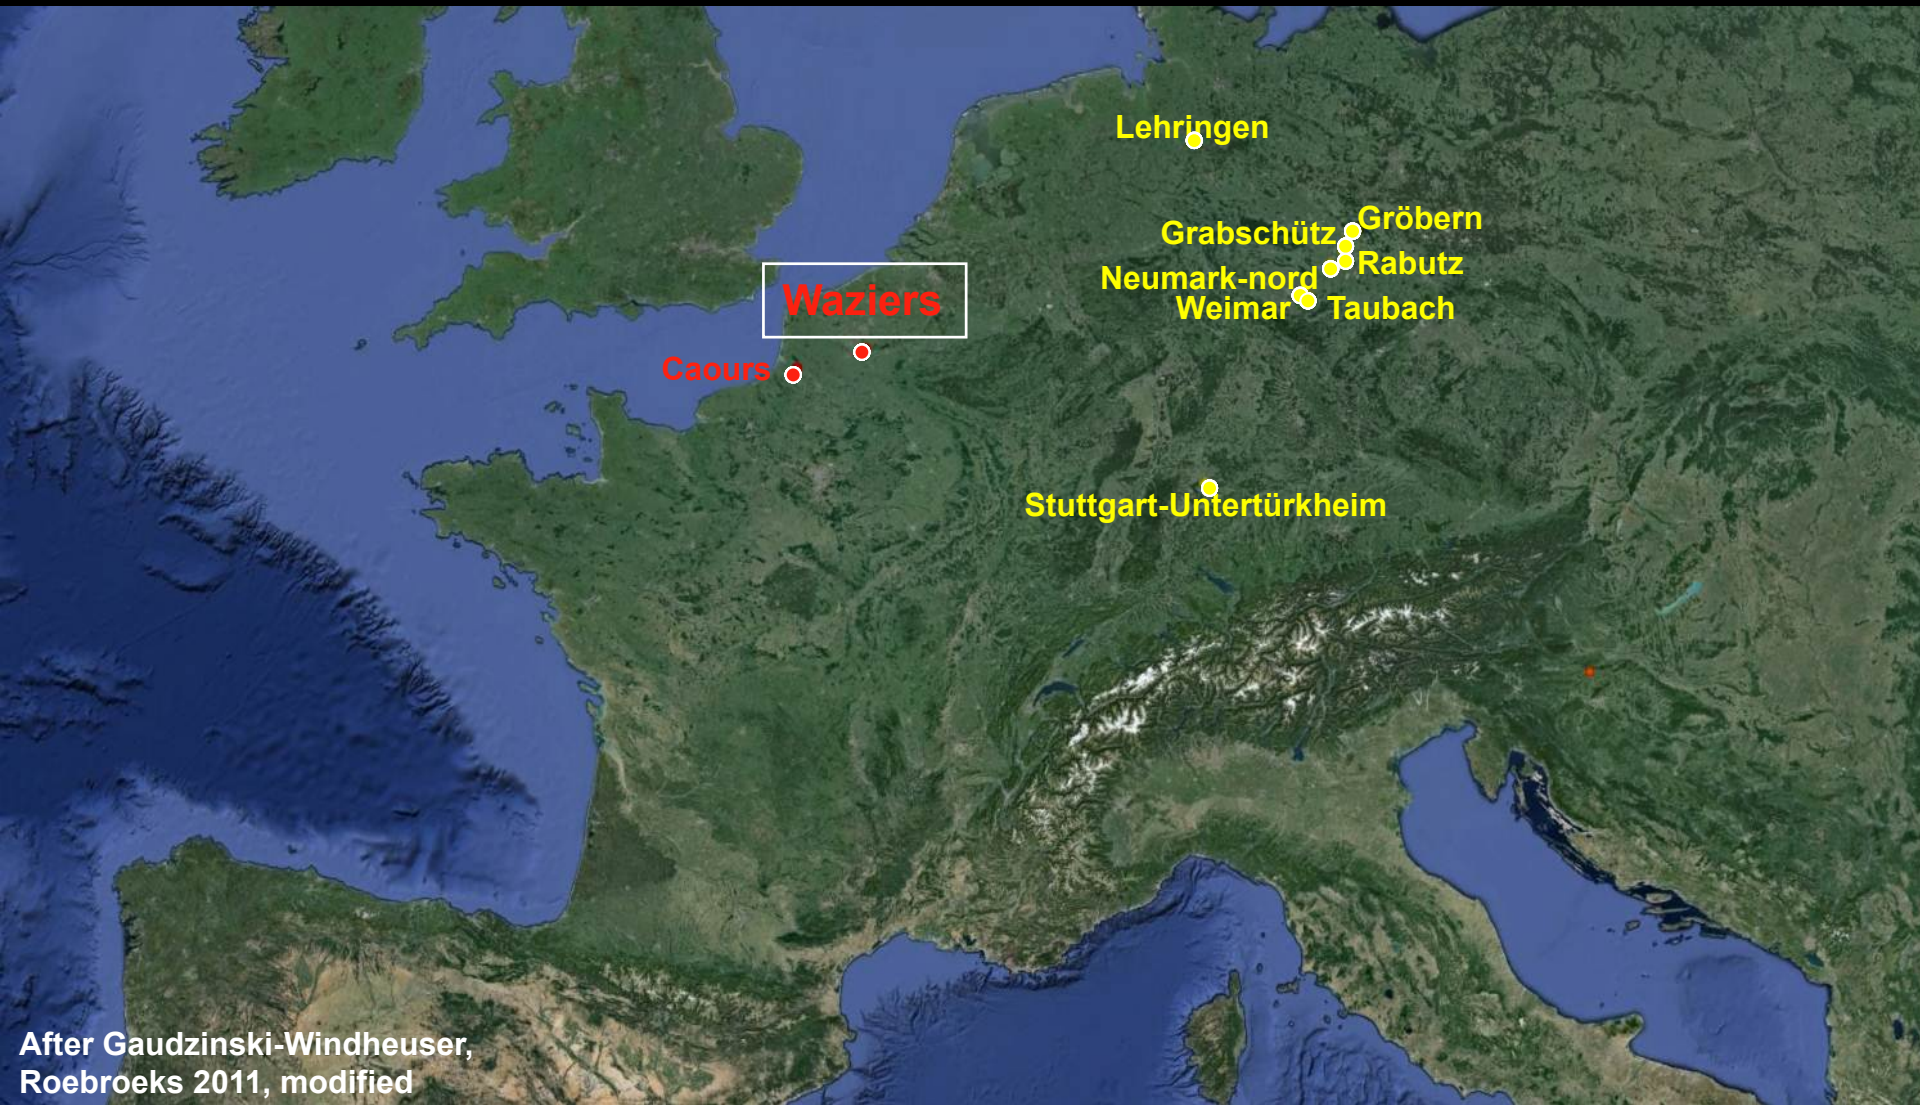 Lehringen
Gröbern
Grabschütz
Rabutz
Neumark-nord
Weimar
Taubach
Waziers
Caours
Stuttgart-Untertürkheim
After Gaudzinski-Windheuser,
Roebroeks 2011, modified